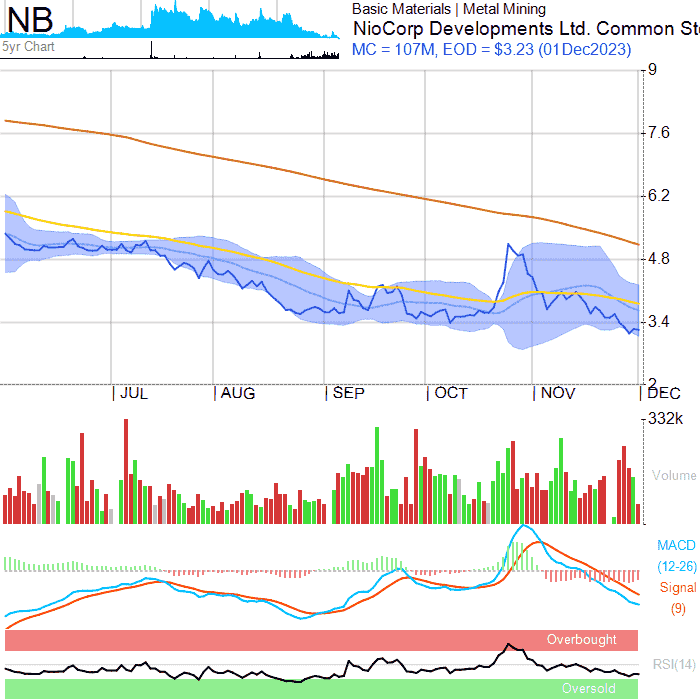 NB
5yr Chart
Basic Materials | Metal Mining
NioCorp Developments Ltd. Common St
MC = 107M, EOD = $3.23 (01Dec2023)
9
7.6
6.2
4.8
3.4
2
JUL AUG SEP OCT NOV DEC
332k
Volume
MACD
(12-26)
Signal
(9)
Overbought
RSI(14)
Oversold